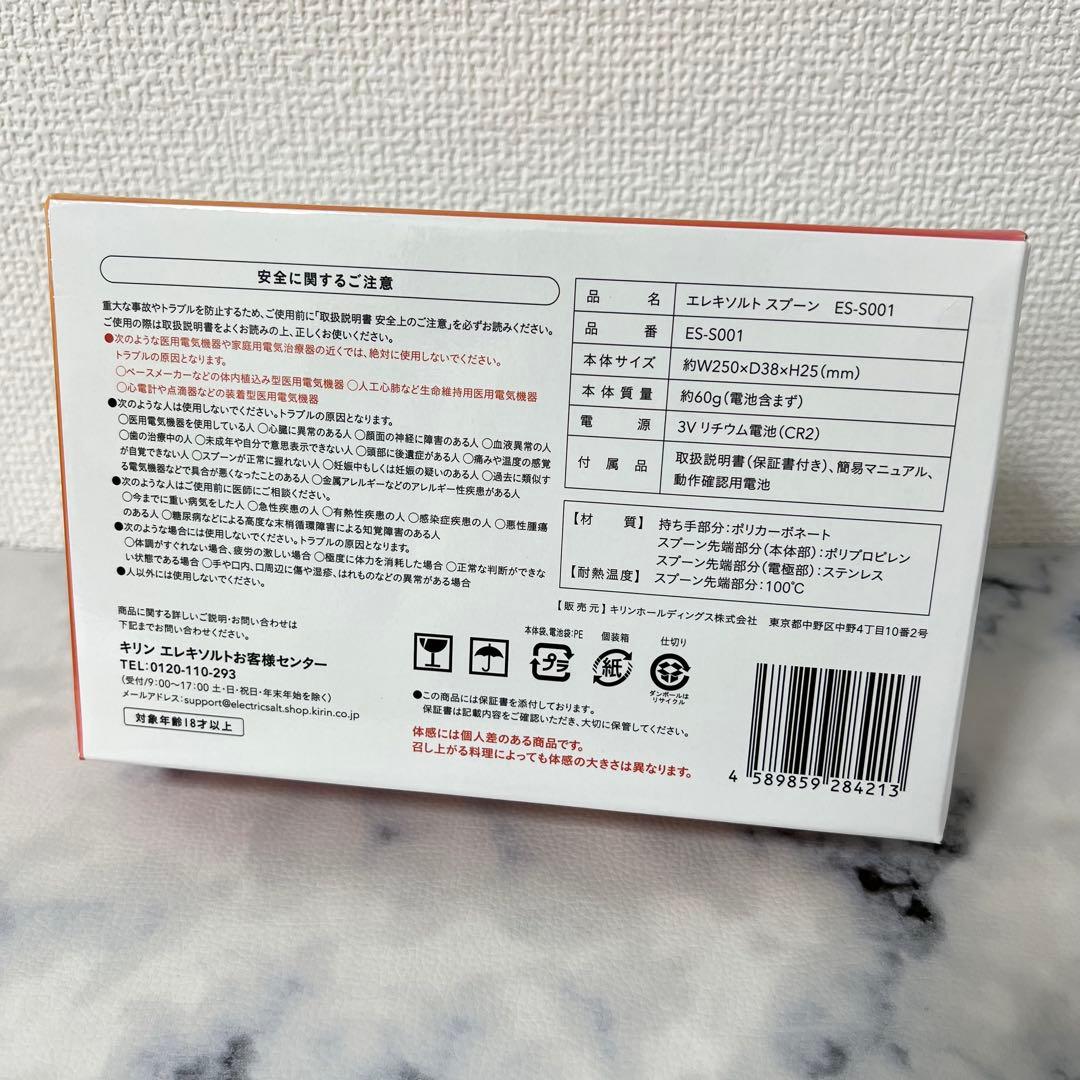 安全に関するご注意
重大な事故やトラブルを防止するため、ご使用前に「取扱説明書 安全上のご注意」を必ずお読みください。
ご使用の際は取扱説明書をよくお読みの上、正しくお使いください。
●次のような医用電気機器や家庭用電気治療器の近くでは、絶対に使用しないでください。
トラブルの原因となります。
○ペースメーカーなどの体内植込み型医用電気機器 ○人工心肺など生命維持用医用電気機器
○心電計や点滴器などの装着型医用電気機器
●次のような人は使用しないでください。トラブルの原因となります。
○医用電気機器を使用している人 ○心臓に異常のある人 ○顔面の神経に障害のある人 ○血液異常の人
○歯の治療中の人 ○未成年や自分で意思表示できない人 ○頭部に後遺症がある人 ○痛みや温度の感覚
が自覚できない人 ○スプーンが正常に握れない人 ○妊娠中もしくは妊娠の疑いのある人 ○過去に類似す
る電気機器などで具合が悪くなったことのある人 ○金属アレルギーなどのアレルギー性疾患がある人
●次のような人はご使用前に医師にご相談ください。
○今までに重い病気をした人 ○急性疾患の人 ○有熱性疾患の人 ○感染症疾患の人 ○悪性腫瘍
のある人 ○糖尿病などによる高度な末梢循環障害による知覚障害のある人
●次のような場合には使用しないでください。トラブルの原因となります。
○体調がすぐれない場合、疲労の激しい場合 ○極度に体力を消耗した場合 ○正常な判断ができな
い状態である場合 ○手や口内、口周辺に傷や湿疹、はれものなどの異常がある場合
●人以外には使用しないでください。
商品に関する詳しいご説明・お問い合わせは
下記までお問い合わせください。
キリン エレキソルトお客様センター
TEL:0120-110-293
(受付/9:00〜17:00 土・日・祝日・年末年始を除く)
メールアドレス:support@electricsalt.shop.kirin.co.jp
対象年齢18才以上
品名 エレキソルト スプーン ES-S001
品番 ES-S001
本体サイズ 約W250×D38×H25(mm)
本体質量 約60g(電池含まず)
電源 3V リチウム電池(CR2)
付属品 取扱説明書(保証書付き)、簡易マニュアル、
動作確認用電池
【材質】 持ち手部分:ポリカーボネート
スプーン先端部分(本体部):ポリプロピレン
スプーン先端部分(電極部):ステンレス
【耐熱温度】 スプーン先端部分:100℃
【販売元】キリンホールディングス株式会社 東京都中野区中野4丁目10番2号
本体袋、電池袋:PE 個装箱 仕切り
プラ 紙
ダンボールは
リサイクル
●この商品には保証書を添付しております。
保証書は記載内容をご確認いただき、大切に保管してください。
体感には個人差のある商品です。
召し上がる料理によっても体感の大きさは異なります。
4 589859 284213